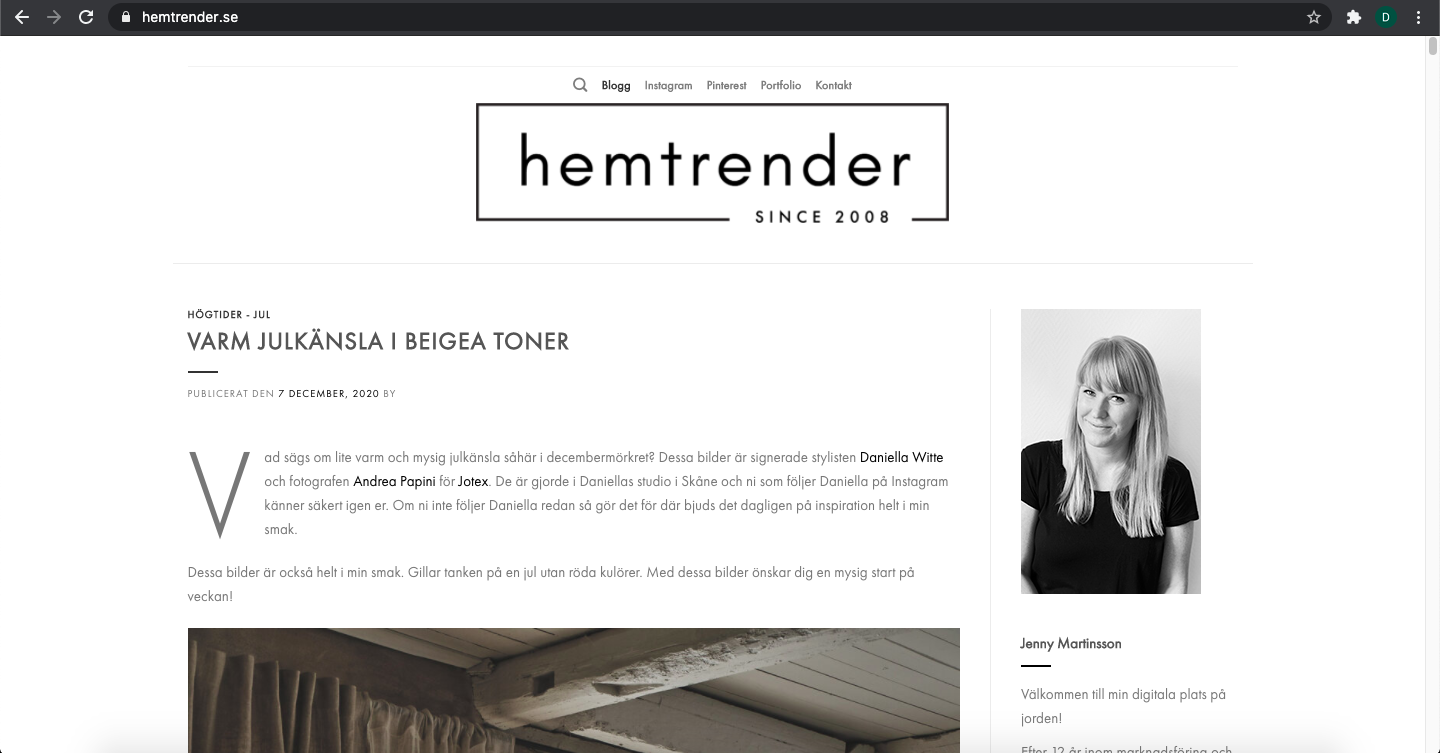 hemtrender.se
D
Blogg Instagram Pinterest Portfolio Kontakt
hemtrender
SINCE 2008
HÖGTIDER - JUL
VARM JULKÄNSLA I BEIGEA TONER
PUBLICERAT DEN 7 DECEMBER, 2020 BY
Vad sägs om lite varm och mysig julkänsla såhär i decembermörkret? Dessa bilder är signerade stylisten Daniella Witte
och fotografen Andrea Papini för Jotex. De är gjorde i Daniellas studio i Skåne och ni som följer Daniella på Instagram
känner säkert igen er. Om ni inte följer Daniella redan så gör det för där bjuds det dagligen på inspiration helt i min
smak.
Dessa bilder är också helt i min smak. Gillar tanken på en jul utan röda kulörer. Med dessa bilder önskar dig en mysig start på
veckan!
Jenny Martinsson
Välkommen till min digitala plats på
jorden!
Efter 12 år inom marknadsföring och